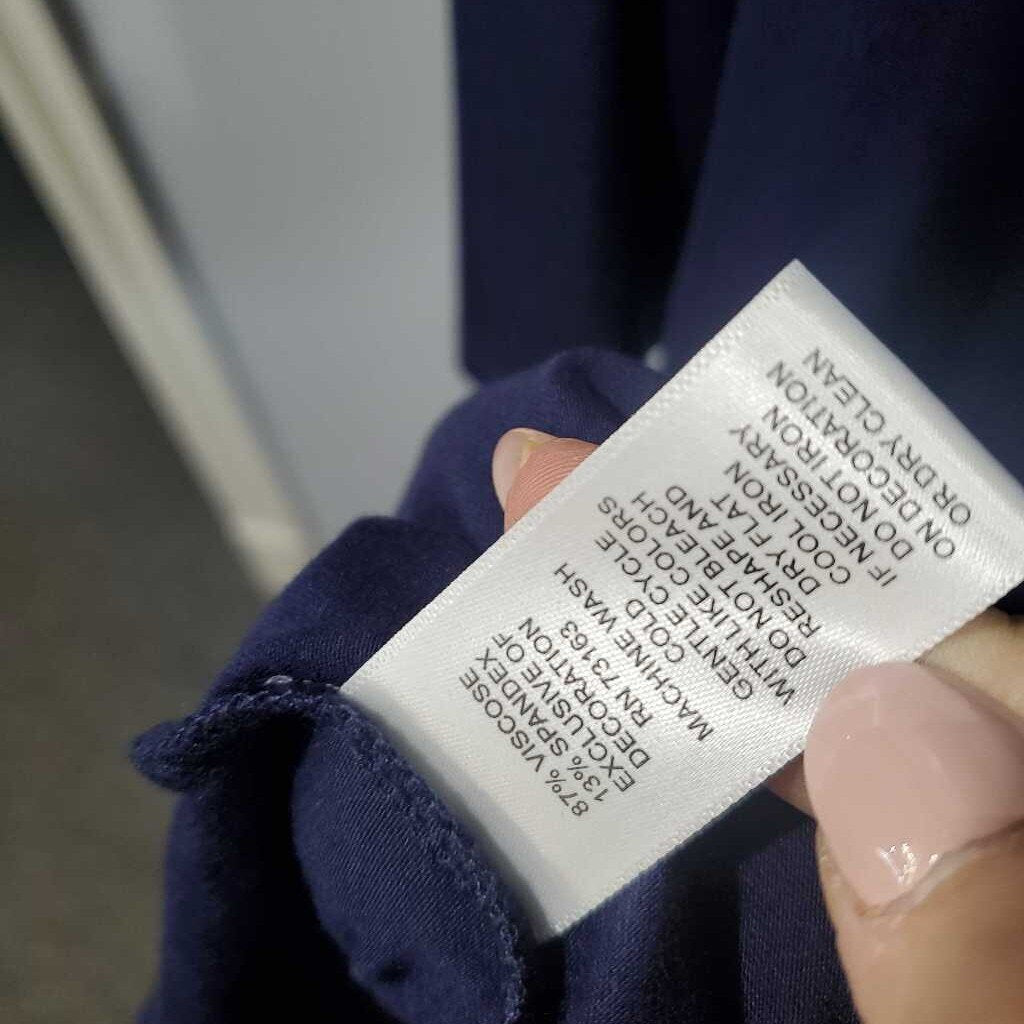 87% VISCOSE
13% SPANDEX
EXCLUSIVE OF
DECORATION
RN 73163
MACHINE WASH
COLD
GENTLE CYCLE
WITH LIKE COLORS
DO NOT BLEACH
RESHAPE AND
DRY FLAT
COOL IRON
IF NECESSARY
DO NOT IRON
ON DECORATION
OR DRY CLEAN